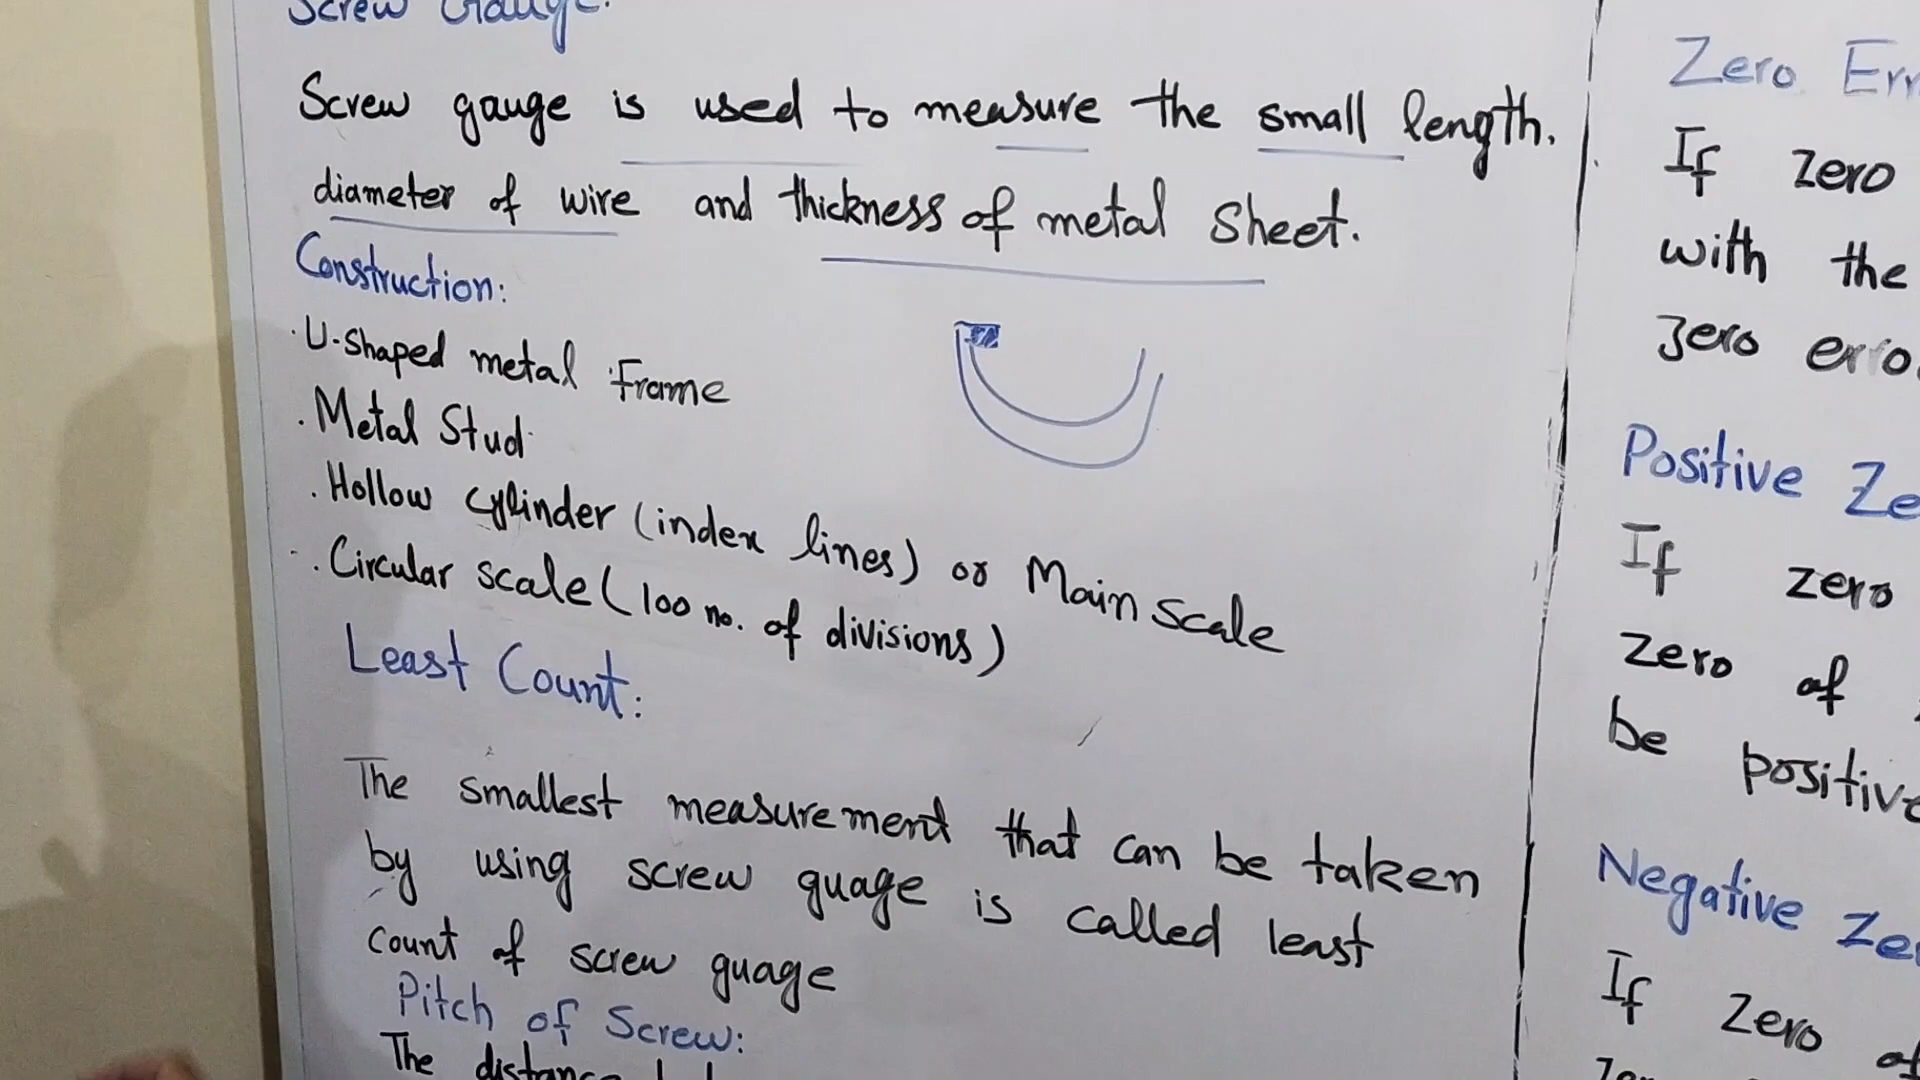 Screw Gauge:
Screw gauge is used to measure the small length.
diameter of wire and thickness of metal Sheet.
Construction:
. U-shaped metal frame
. Metal Stud
. Hollow cylinder (index lines) or Main scale
. Circular scale (100 no. of divisions)
Least Count:
The smallest measurement that can be taken
by using screw guage is called least
count of screw guage
Pitch of Screw:
The
Zero
If zero
with the
zero
Positive
If zero
zero of
be positive
Negative
If zero